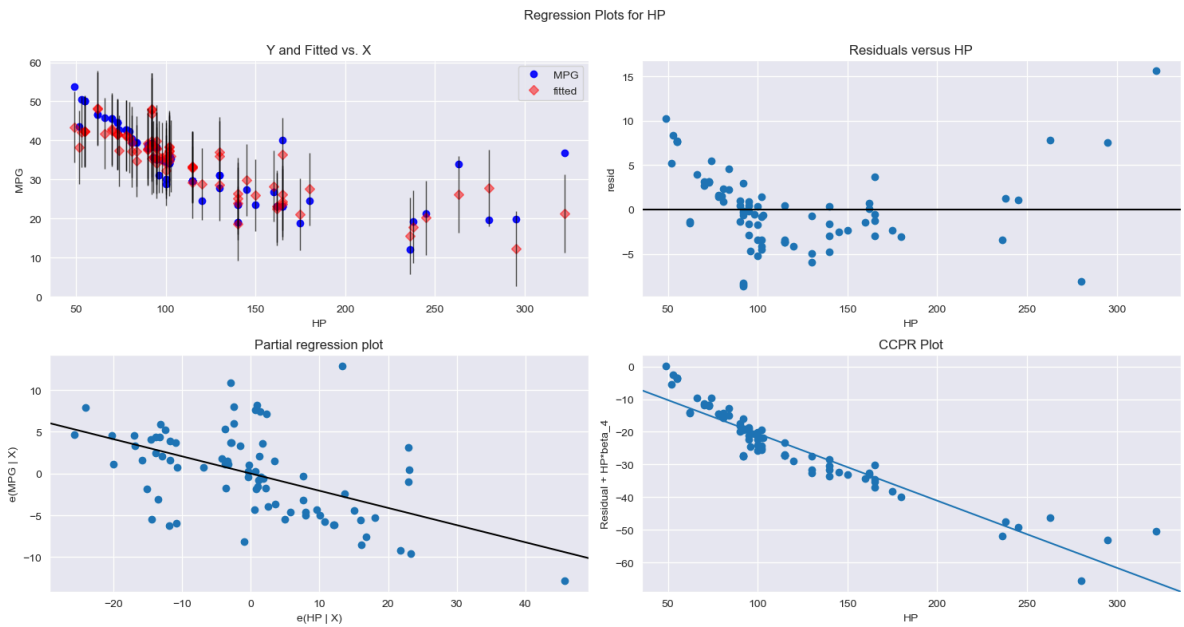 Regression Plots for HP
Y and Fitted vs. X
60
50
40
30
20
10
0
MPG
MPG
fitted
50 100 150 200 250 300
HP
Residuals versus HP
15
10
5
0
−5
resid
50 100 150 200 250 300
HP
Partial regression plot
10
5
0
−5
−10
e(MPG | X)
−20 −10 0 10 20 30 40
e(HP | X)
CCPR Plot
0
−10
−20
−30
−40
−50
−60
Residual + HP*beta_4
50 100 150 200 250 300
HP